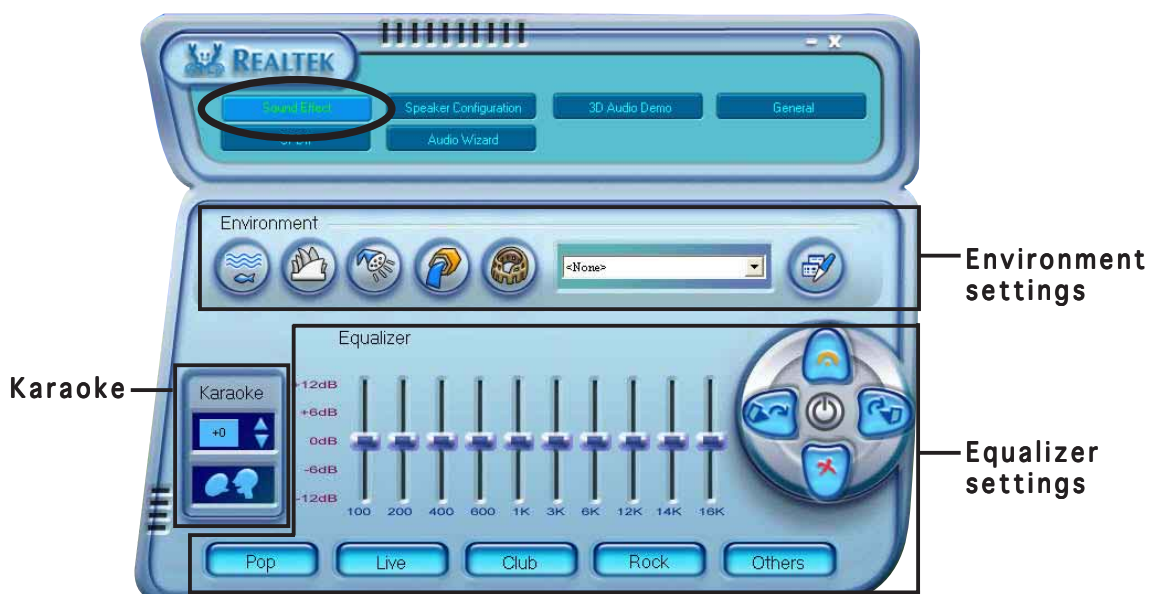 REALTEK
Sound Effect Speaker Configuration 3D Audio Demo General
Audio Wizard
Environment
<None>
Environment
settings
Equalizer
Karaoke
Karaoke
+0
+12dB
+6dB
0dB
-6dB
-12dB
100 200 400 600 1K 3K 6K 12K 14K 16K
Equalizer
settings
Pop Live Club Rock Others